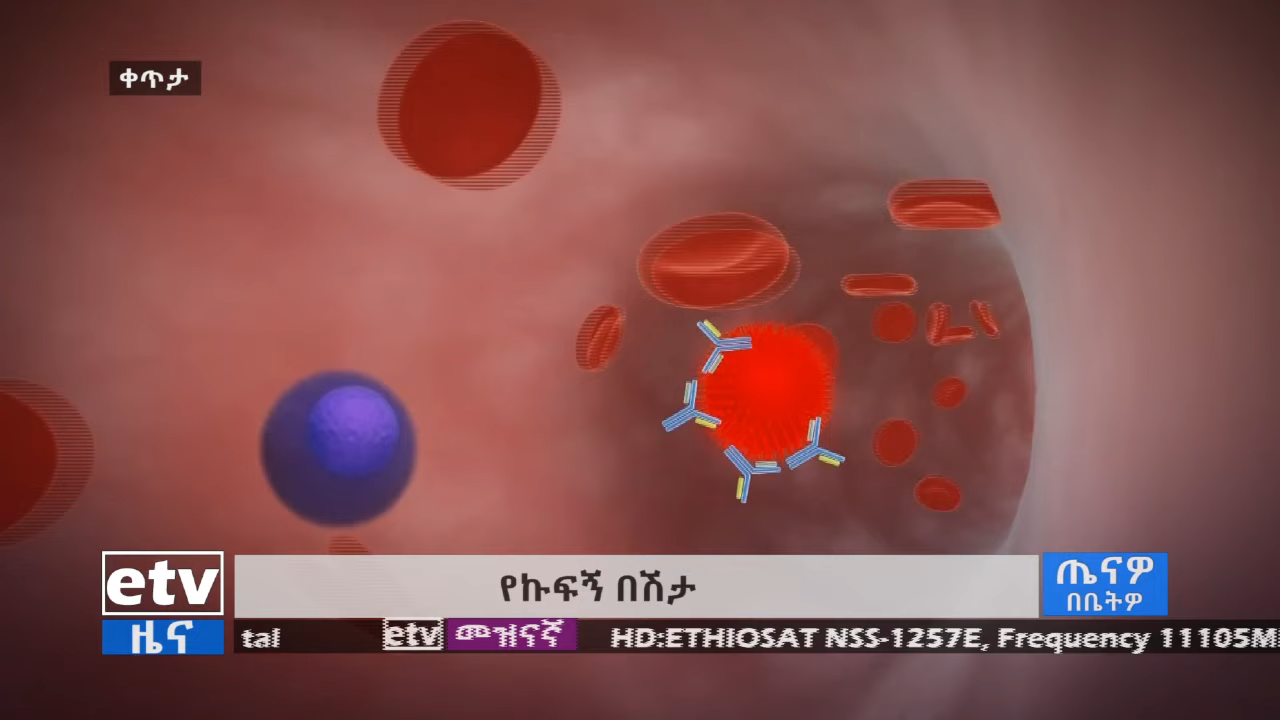 ቀጥታ
etv
የኩፍኝ በሽታ
ጤናዎ
በቤትዎ
ዜና
tal etv መዝናኛ HD:ETHIOSAT NSS-1257E, Frequency 11105M